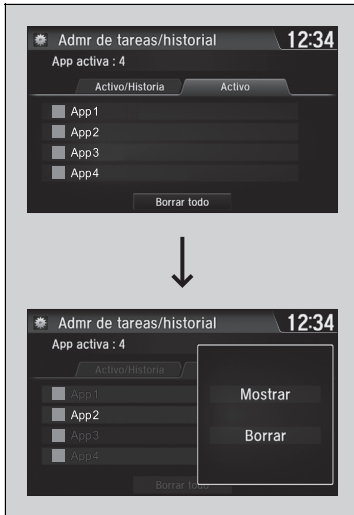 Admr de tareas/historial 12:34
App activa : 4
Activo/Historia Activo
App1
App2
App3
App4
Borrar todo
Admr de tareas/historial 12:34
App activa : 4
Activo/Historia
App1
App2
App3
App4
Mostrar
Borrar
Borrar todo